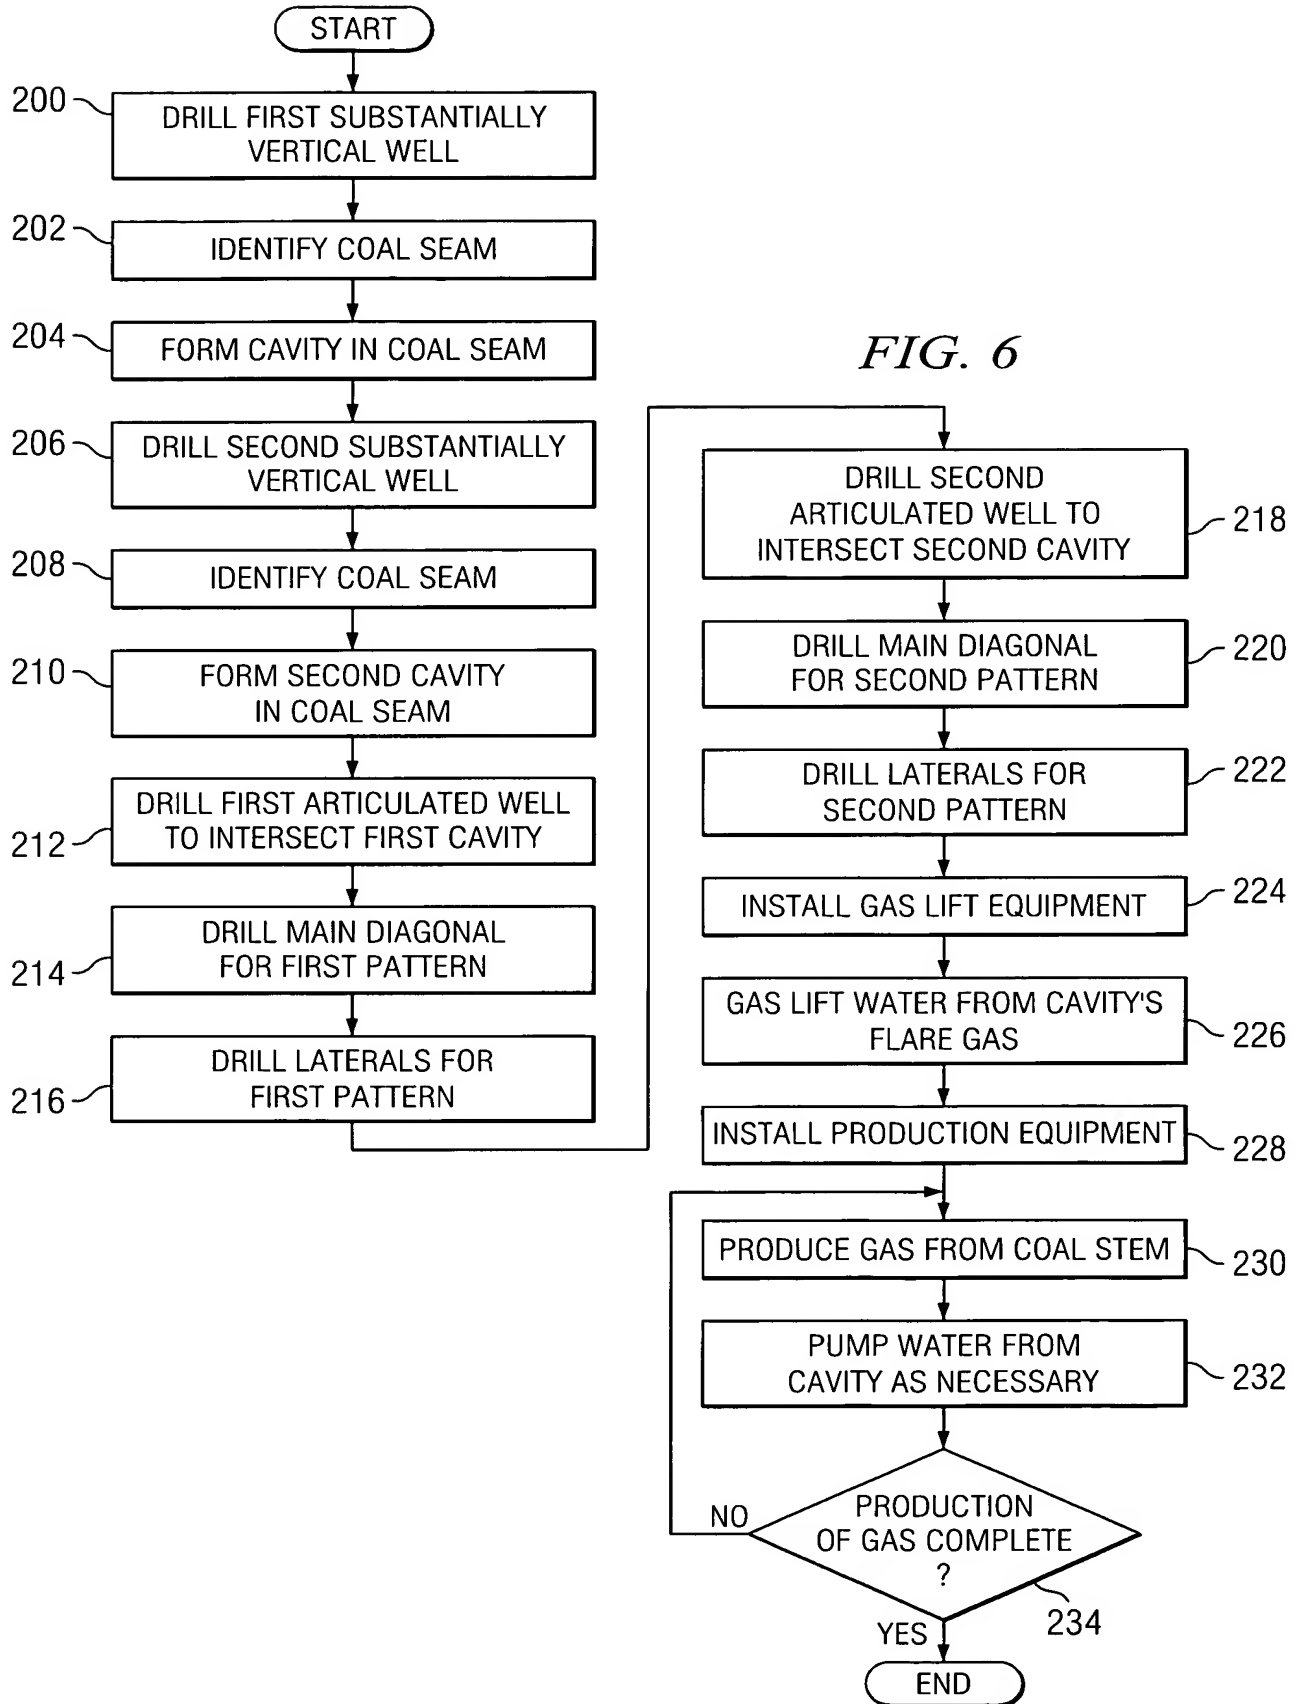 START
200
DRILL FIRST SUBSTANTIALLY
VERTICAL WELL
202
IDENTIFY COAL SEAM
204
FORM CAVITY IN COAL SEAM
206
DRILL SECOND SUBSTANTIALLY
VERTICAL WELL
208
IDENTIFY COAL SEAM
210
FORM SECOND CAVITY
IN COAL SEAM
212
DRILL FIRST ARTICULATED WELL
TO INTERSECT FIRST CAVITY
214
DRILL MAIN DIAGONAL
FOR FIRST PATTERN
216
DRILL LATERALS FOR
FIRST PATTERN
FIG. 6
DRILL SECOND
ARTICULATED WELL TO
INTERSECT SECOND CAVITY
218
DRILL MAIN DIAGONAL
FOR SECOND PATTERN
220
DRILL LATERALS FOR
SECOND PATTERN
222
INSTALL GAS LIFT EQUIPMENT
224
GAS LIFT WATER FROM CAVITY'S
FLARE GAS
226
INSTALL PRODUCTION EQUIPMENT
228
PRODUCE GAS FROM COAL STEM
230
PUMP WATER FROM
CAVITY AS NECESSARY
232
NO
PRODUCTION
OF GAS COMPLETE
?
234
YES
END